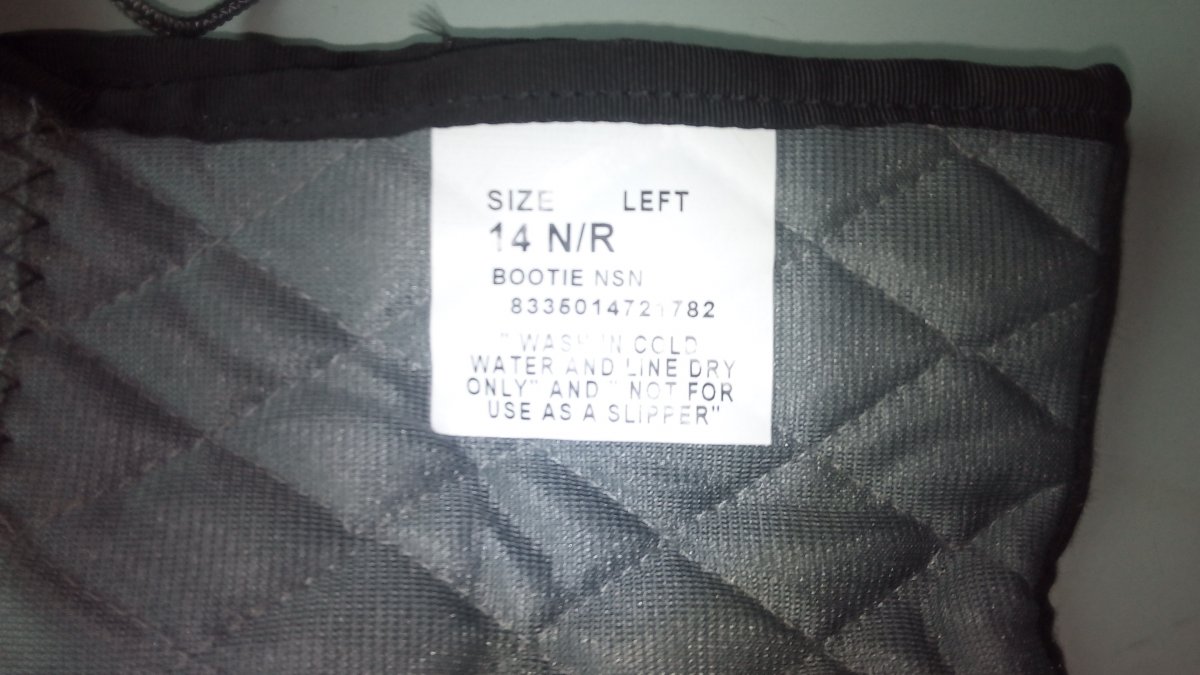 SIZE LEFT
14 N/R
BOOTIE NSN
8335014721782
" WASH IN COLD
WATER AND LINE DRY
ONLY" AND " NOT FOR
USE AS A SLIPPER"